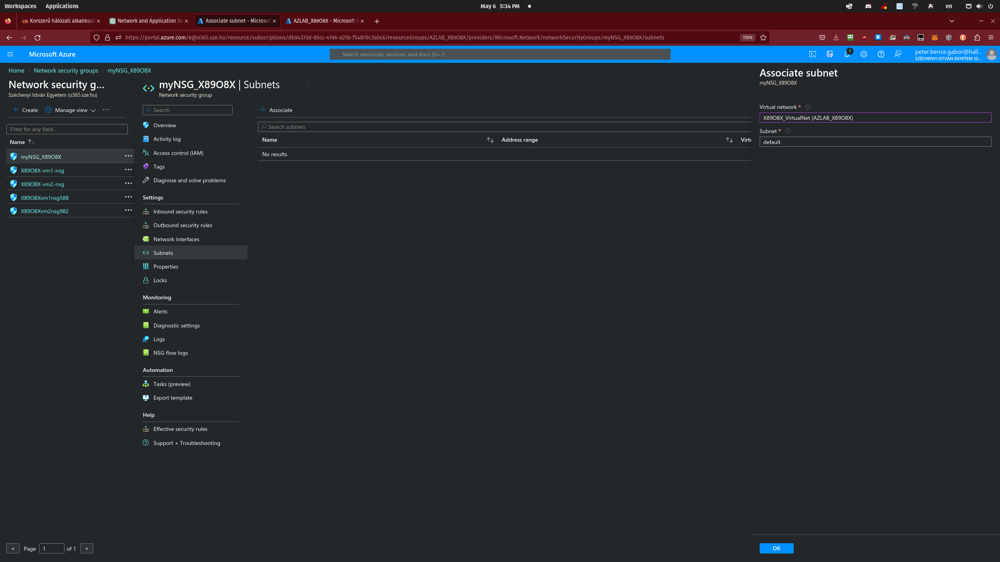 Workspaces Applications May 6 5:34 PM en
Korszerű hálózati alkalmazá Network and Application Se Associate subnet - Microsof AZLAB_X89O8X - Microsoft A
https://portal.azure.com/#@o365.sze.hu/resource/subscriptions/db94373d-85cc-4196-a21b-f54870c3a0c6/resourceGroups/AZLAB_X89O8X/providers/Microsoft.Network/networkSecurityGroups/myNSG_X89O8X/subnets 110%
Microsoft Azure
Search resources, services, and docs (G+/)
3
peter.bence.gabor@hall...
SZÉCHENYI ISTVÁN EGYETEM (O...
Home > Network security groups > myNSG_X89O8X
Network security g...
Széchenyi István Egyetem (o365.sze.hu)
+ Create Manage view ...
Filter for any field...
Name
myNSG_X89O8X
X89O8X-vm1-nsg
X89O8X-vm2-nsg
X89O8Xvm1nsg588
X89O8Xvm2nsg982
< Page 1 of 1 >
myNSG_X89O8X | Subnets
Network security group
Search
Overview
Activity log
Access control (IAM)
Tags
Diagnose and solve problems
Settings
Inbound security rules
Outbound security rules
Network interfaces
Subnets
Properties
Locks
Monitoring
Alerts
Diagnostic settings
Logs
NSG flow logs
Automation
Tasks (preview)
Export template
Help
Effective security rules
Support + Troubleshooting
+ Associate
Search subnets
Name Address range Virtu
No results.
Associate subnet
myNSG_X89O8X
Virtual network *
X89O8X_VirtualNet (AZLAB_X89O8X)
Subnet *
default
OK